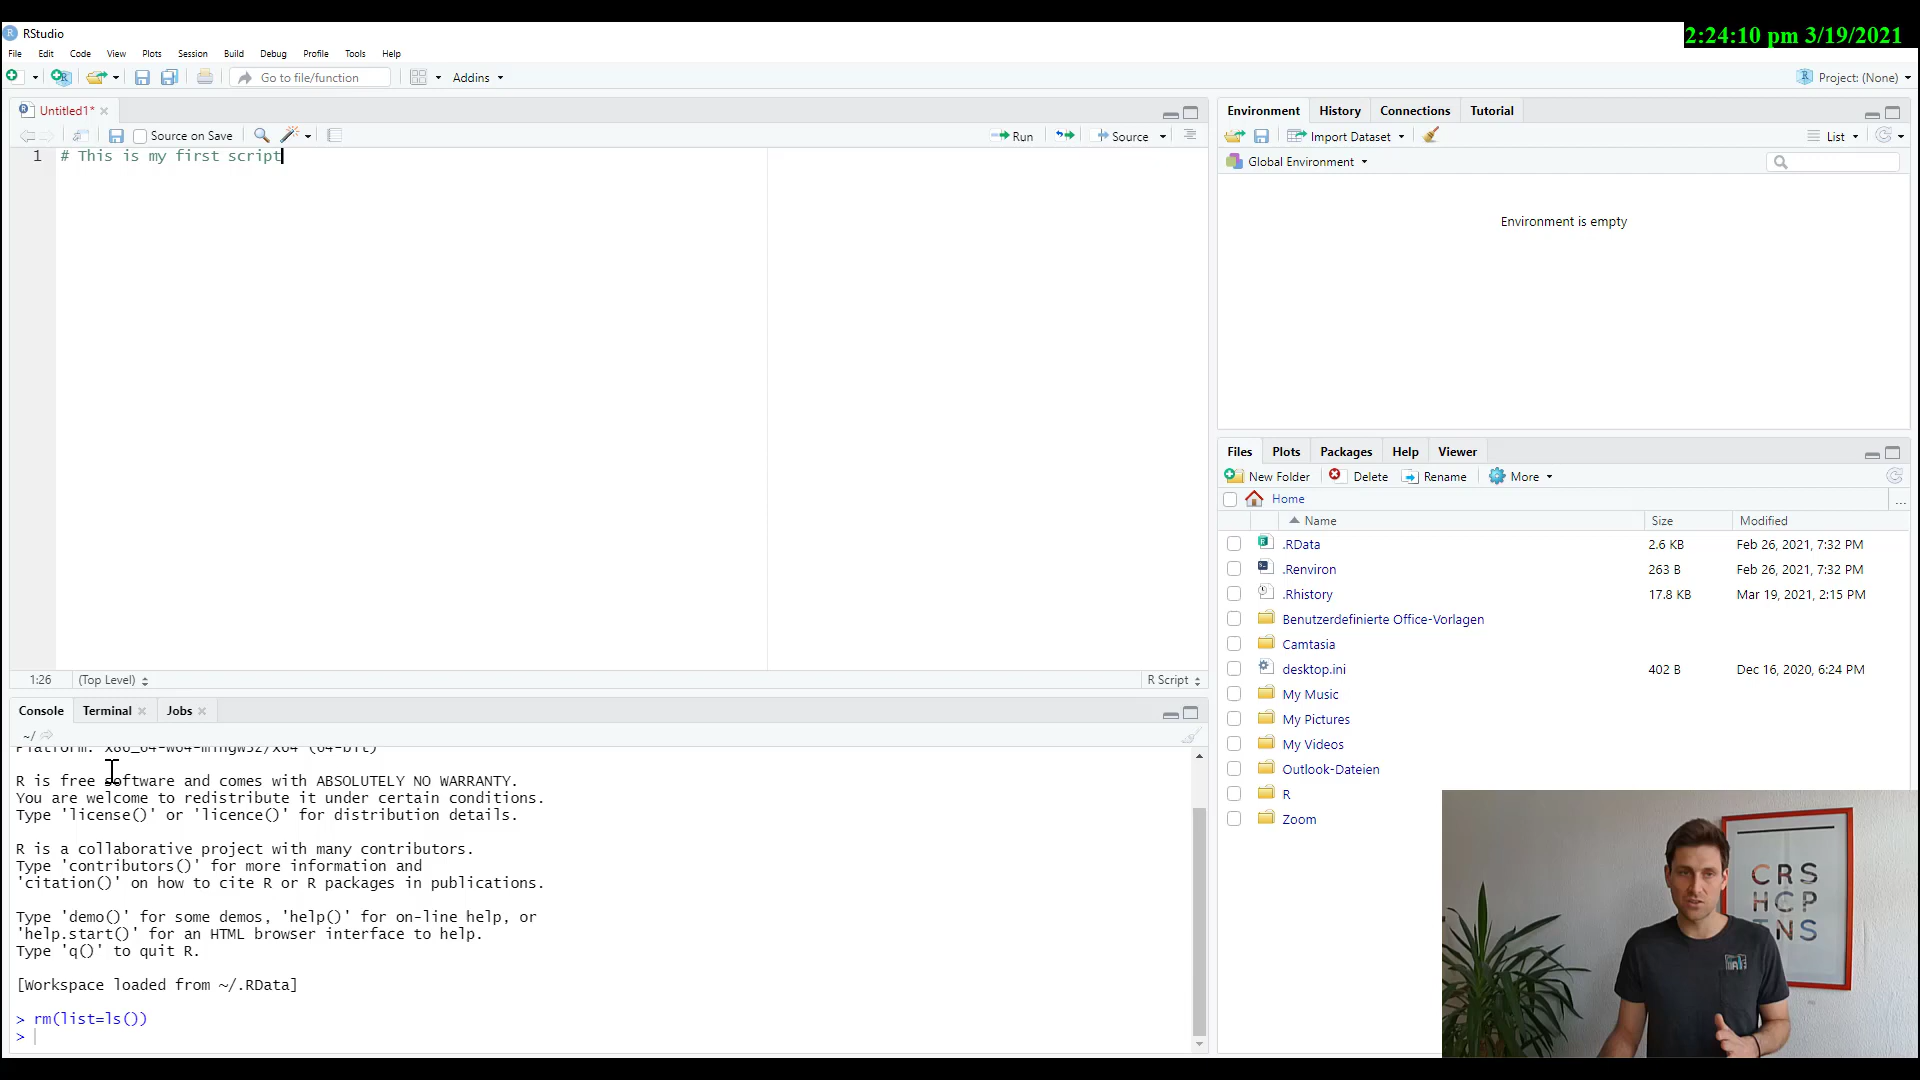 RStudio
2:24:10 pm 3/19/2021
File Edit Code View Plots Session Build Debug Profile Tools Help
Go to file/function
Addins
Project: (None)
Untitled1*
Source on Save
Run
Source
1 # This is my first script
1:26
(Top Level)
R Script
Console Terminal Jobs
~/
Platform: x86_64-w64-mingw32/x64 (64-bit)
R is free software and comes with ABSOLUTELY NO WARRANTY.
You are welcome to redistribute it under certain conditions.
Type 'license()' or 'licence()' for distribution details.
R is a collaborative project with many contributors.
Type 'contributors()' for more information and
'citation()' on how to cite R or R packages in publications.
Type 'demo()' for some demos, 'help()' for on-line help, or
'help.start()' for an HTML browser interface to help.
Type 'q()' to quit R.
[Workspace loaded from ~/.RData]
> rm(list=ls())
>
Environment History Connections Tutorial
Import Dataset
List
Global Environment
Environment is empty
Files Plots Packages Help Viewer
New Folder Delete Rename More
Home
...
Name Size Modified
.RData 2.6 KB Feb 26, 2021, 7:32 PM
.Renviron 263 B Feb 26, 2021, 7:32 PM
.Rhistory 17.8 KB Mar 19, 2021, 2:15 PM
Benutzerdefinierte Office-Vorlagen
Camtasia
desktop.ini 402 B Dec 16, 2020, 6:24 PM
My Music
My Pictures
My Videos
Outlook-Dateien
R
Zoom
CRS
HCP
TNS